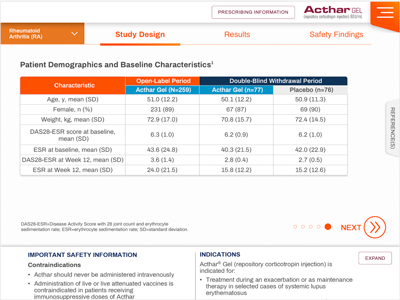 PRESCRIBING INFORMATION
Acthar GEL
(repository corticotropin injection) 80 U/mL
Rheumatoid
Arthritis (RA)
Study Design
Results
Safety Findings
Patient Demographics and Baseline Characteristics¹
Characteristic
Open-Label Period
Double-Blind Withdrawal Period
Acthar Gel (N=259)
Acthar Gel (n=77)
Placebo (n=76)
Age, y, mean (SD) 51.0 (12.2) 50.1 (12.2) 50.9 (11.3)
Female, n (%) 231 (89) 67 (87) 69 (90)
Weight, kg, mean (SD) 72.9 (17.0) 70.8 (15.7) 72.4 (14.5)
DAS28-ESR score at baseline,
mean (SD) 6.3 (1.0) 6.2 (0.9) 6.2 (1.0)
ESR at baseline, mean (SD) 43.6 (24.8) 40.3 (21.5) 42.0 (22.9)
DAS28-ESR at Week 12, mean (SD) 3.6 (1.4) 2.8 (0.4) 2.7 (0.5)
ESR at Week 12, mean (SD) 24.0 (21.5) 15.8 (12.2) 15.2 (12.6)
REFERENCE(S)
DAS28-ESR=Disease Activity Score with 28 joint count and erythrocyte
sedimentation rate; ESR=erythrocyte sedimentation rate; SD=standard deviation.
NEXT
IMPORTANT SAFETY INFORMATION
Contraindications
• Acthar should never be administered intravenously
• Administration of live or live attenuated vaccines is
contraindicated in patients receiving
immunosuppressive doses of Acthar
INDICATIONS
EXPAND
Acthar® Gel (repository corticotropin injection) is
indicated for:
• Treatment during an exacerbation or as maintenance
therapy in selected cases of systemic lupus
erythematosus